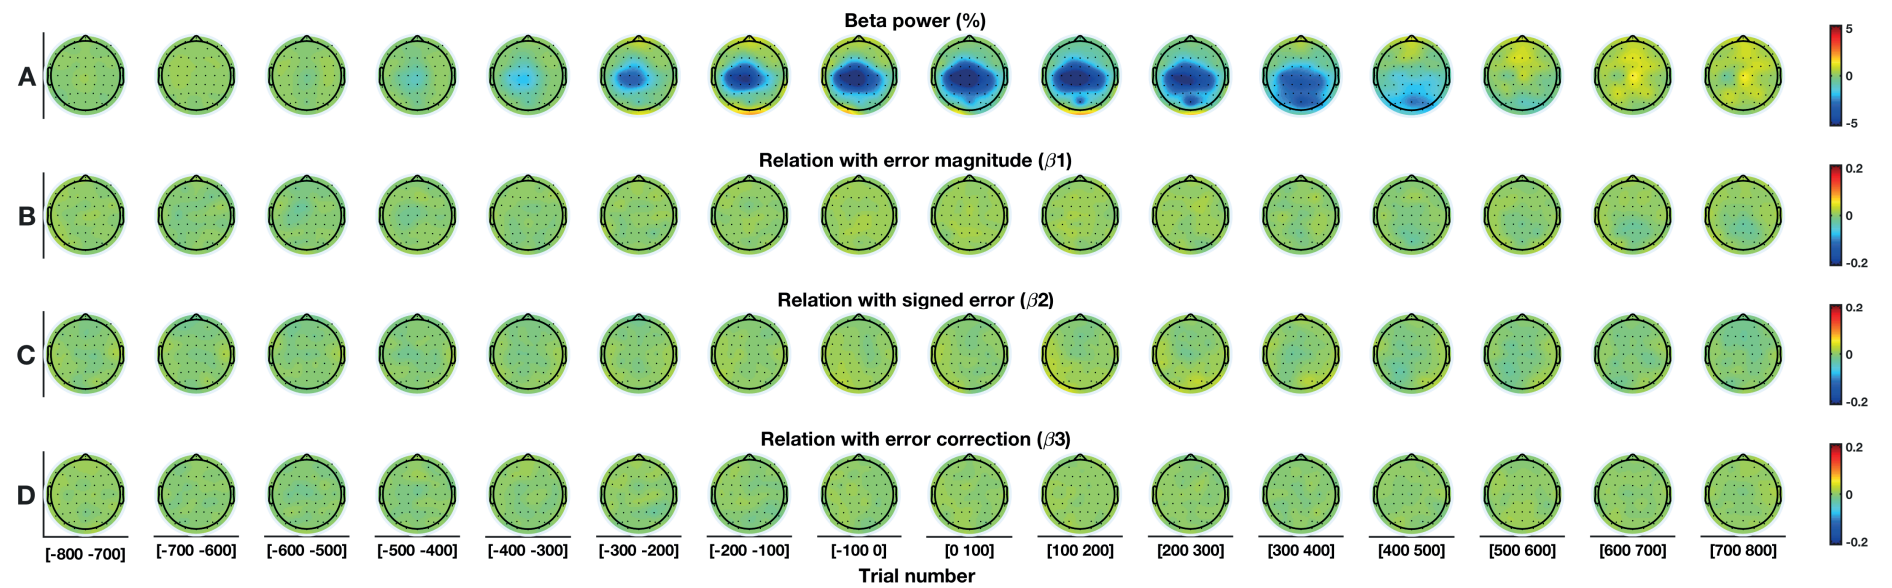 Beta power (%)
A
5
0
-5
Relation with error magnitude (β1)
B
0.2
0
-0.2
Relation with signed error (β2)
C
0.2
0
-0.2
Relation with error correction (β3)
D
0.2
0
-0.2
[-800 -700] [-700 -600] [-600 -500] [-500 -400] [-400 -300] [-300 -200] [-200 -100] [-100 0] [0 100] [100 200] [200 300] [300 400] [400 500] [500 600] [600 700] [700 800]
Trial number